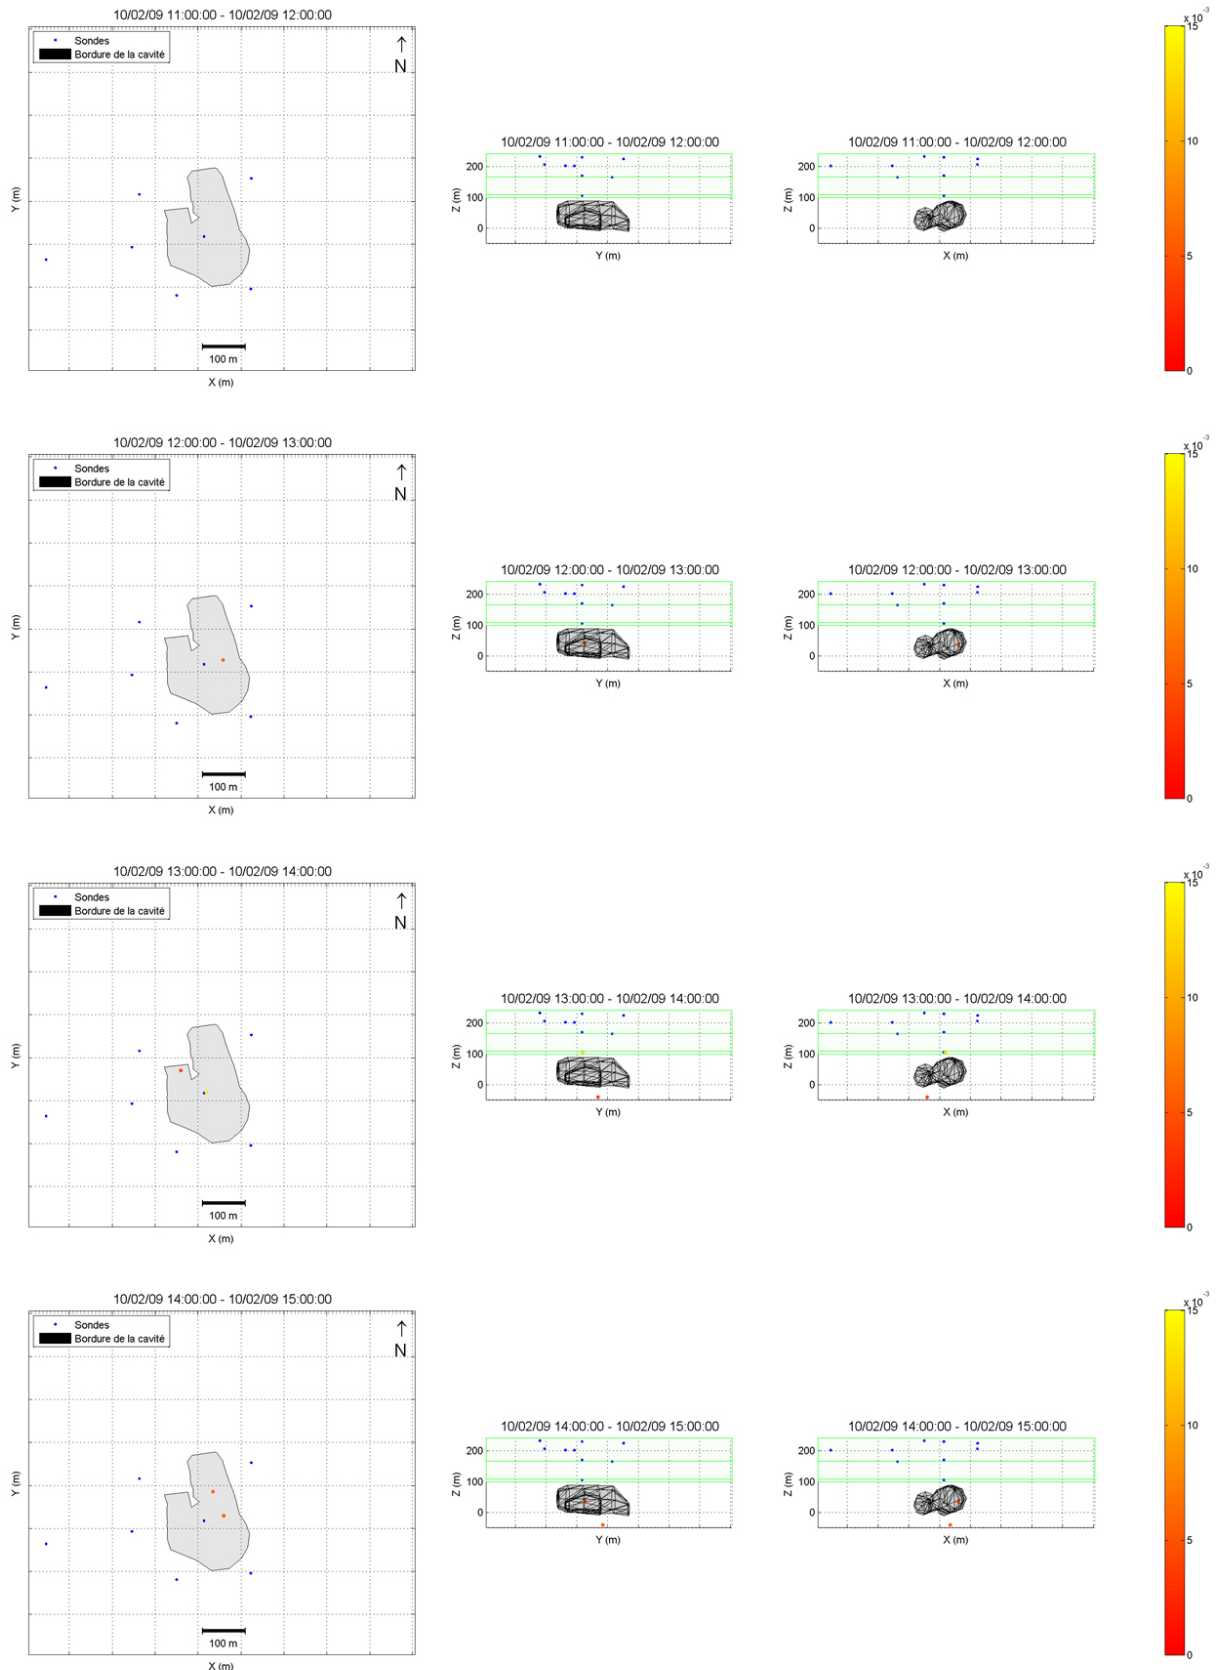 10/02/09 11:00:00 - 10/02/09 12:00:00
Sondes
Bordure de la cavité
N
Y (m)
100 m
X (m)
10/02/09 11:00:00 - 10/02/09 12:00:00
200
100
0
Z (m)
Y (m)
10/02/09 11:00:00 - 10/02/09 12:00:00
200
100
0
Z (m)
X (m)
x 10⁻³
15
10
5
0
10/02/09 12:00:00 - 10/02/09 13:00:00
Sondes
Bordure de la cavité
N
Y (m)
100 m
X (m)
10/02/09 12:00:00 - 10/02/09 13:00:00
200
100
0
Z (m)
Y (m)
10/02/09 12:00:00 - 10/02/09 13:00:00
200
100
0
Z (m)
X (m)
x 10⁻³
15
10
5
0
10/02/09 13:00:00 - 10/02/09 14:00:00
Sondes
Bordure de la cavité
N
Y (m)
100 m
X (m)
10/02/09 13:00:00 - 10/02/09 14:00:00
200
100
0
Z (m)
Y (m)
10/02/09 13:00:00 - 10/02/09 14:00:00
200
100
0
Z (m)
X (m)
x 10⁻³
15
10
5
0
10/02/09 14:00:00 - 10/02/09 15:00:00
Sondes
Bordure de la cavité
N
Y (m)
100 m
X (m)
10/02/09 14:00:00 - 10/02/09 15:00:00
200
100
0
Z (m)
Y (m)
10/02/09 14:00:00 - 10/02/09 15:00:00
200
100
0
Z (m)
X (m)
x 10⁻³
15
10
5
0